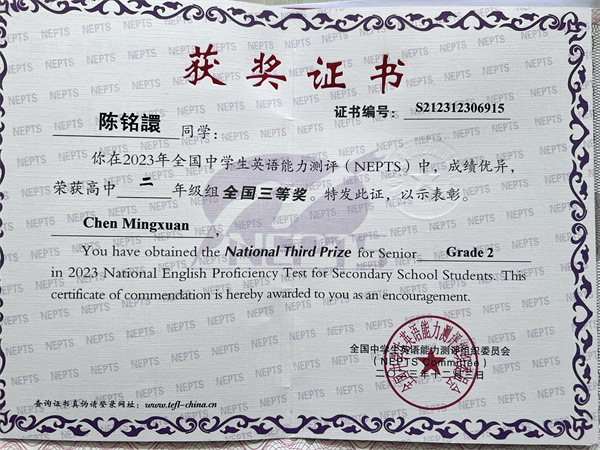 获奖证书
证书编号: S212312306915
陈铭譞 同学:
你在2023年全国中学生英语能力测评（NEPTS）中，成绩优异，
荣获高中 二 年级组 全国三等奖。特发此证，以示表彰。
Chen Mingxuan ,
You have obtained the National Third Prize for Senior Grade 2
in 2023 National English Proficiency Test for Secondary School Students. This
certificate of commendation is hereby awarded to you as an encouragement.
全国中学生英语能力测评组织委员会
(NEPTS Committee)
查询证书真伪请登录网址: www.tefl-china.cn
NEPTS